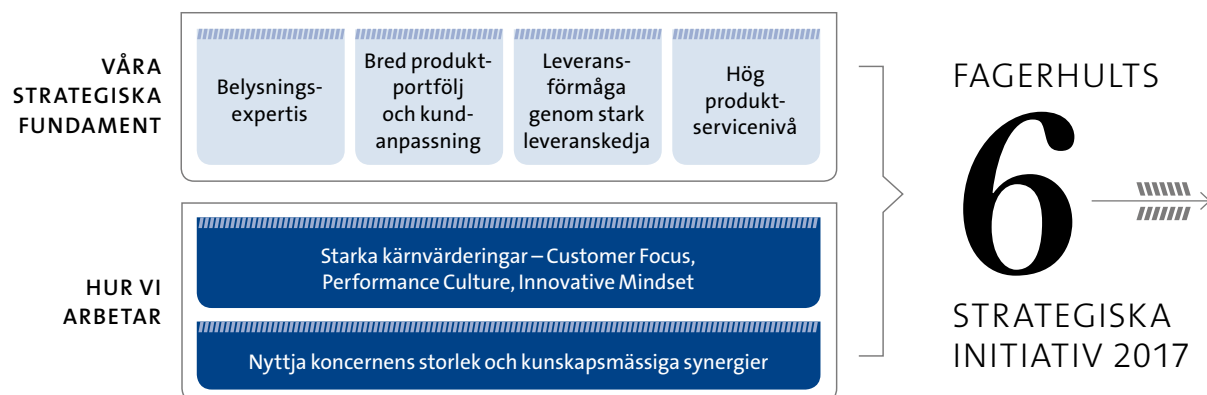 VÅRA
STRATEGISKA
FUNDAMENT
Belysnings-
expertis
Bred produkt-
portfölj
och kund-
anpassning
Leverans-
förmåga
genom stark
leveranskedja
Hög
produkt-
servicenivå
HUR VI
ARBETAR
Starka kärnvärderingar – Customer Focus,
Performance Culture, Innovative Mindset
Nyttja koncernens storlek och kunskapsmässiga synergier
FAGERHULTS
6
STRATEGISKA
INITIATIV 2017